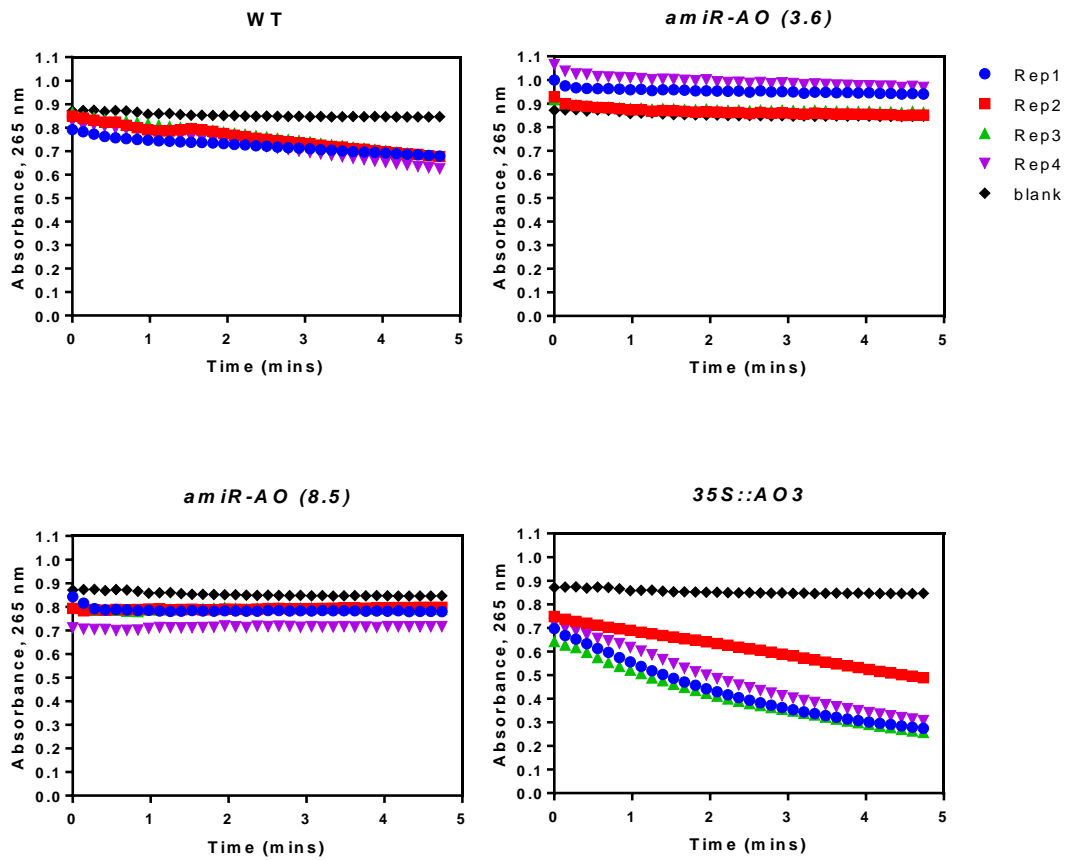 WT
1.1
1.0
0.9
0.8
0.7
0.6
0.5
0.4
0.3
0.2
0.1
0.0
Absorbance, 265 nm
0 1 2 3 4 5
Time (mins)
amiR-AO (3.6)
1.1
1.0
0.9
0.8
0.7
0.6
0.5
0.4
0.3
0.2
0.1
0.0
Absorbance, 265 nm
0 1 2 3 4 5
Time (mins)
Rep1
Rep2
Rep3
Rep4
blank
amiR-AO (8.5)
1.1
1.0
0.9
0.8
0.7
0.6
0.5
0.4
0.3
0.2
0.1
0.0
Absorbance, 265 nm
0 1 2 3 4 5
Time (mins)
35S::AO3
1.1
1.0
0.9
0.8
0.7
0.6
0.5
0.4
0.3
0.2
0.1
0.0
Absorbance, 265 nm
0 1 2 3 4 5
Time (mins)